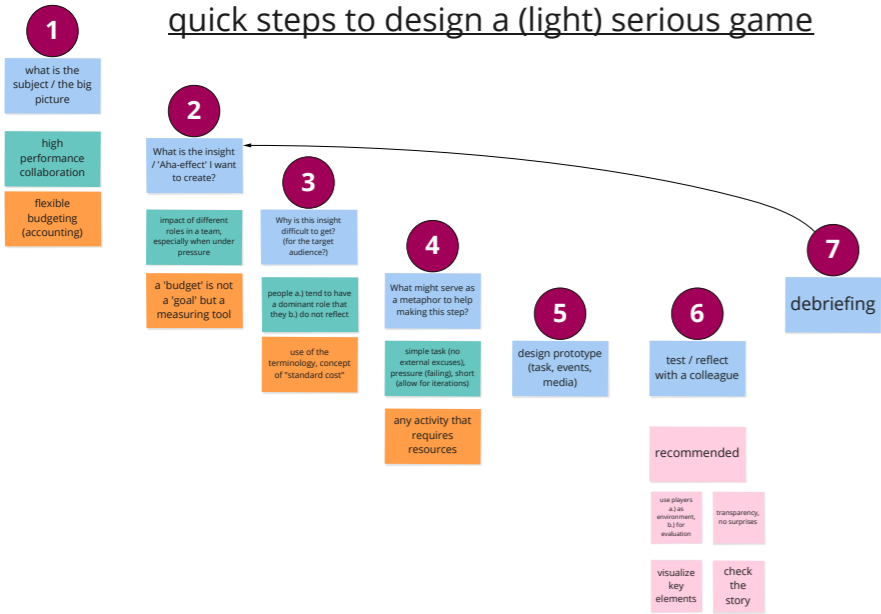 quick steps to design a (light) serious game
1
what is the
subject / the big
picture
high
performance
collaboration
flexible
budgeting
(accounting)
2
What is the insight
/ 'Aha-effect' I want
to create?
impact of different
roles in a team,
especially when under
pressure
a 'budget' is not
a 'goal' but a
measuring tool
3
Why is this insight
difficult to get?
(for the target
audience?)
people a.) tend to have
a dominant role that
they b.) do not reflect
use of the
terminology, concept
of "standard cost"
4
What might serve as
a metaphor to help
making this step?
simple task (no
external excuses),
pressure (failing), short
(allow for iterations)
any activity that
requires
resources
5
design prototype
(task, events,
media)
6
test / reflect
with a colleague
recommended
use players
a.) as
environment,
b.) for
evaluation
transparency,
no surprises
visualize
key
elements
check
the
story
7
debriefing